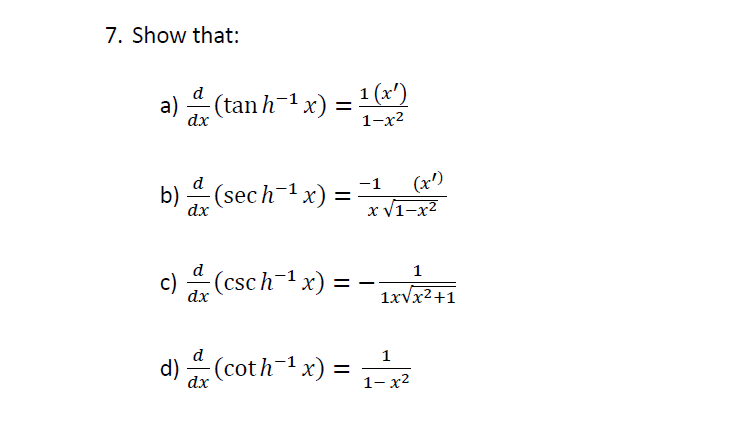 7. Show that:
a) d/dx (tan h⁻¹ x) = 1 (x′)/1−x²
b) d/dx (sec h⁻¹ x) = −1 (x′)/x √1−x²
c) d/dx (csc h⁻¹ x) = − 1/1x√x²+1
d) d/dx (cot h⁻¹ x) = 1/1− x²